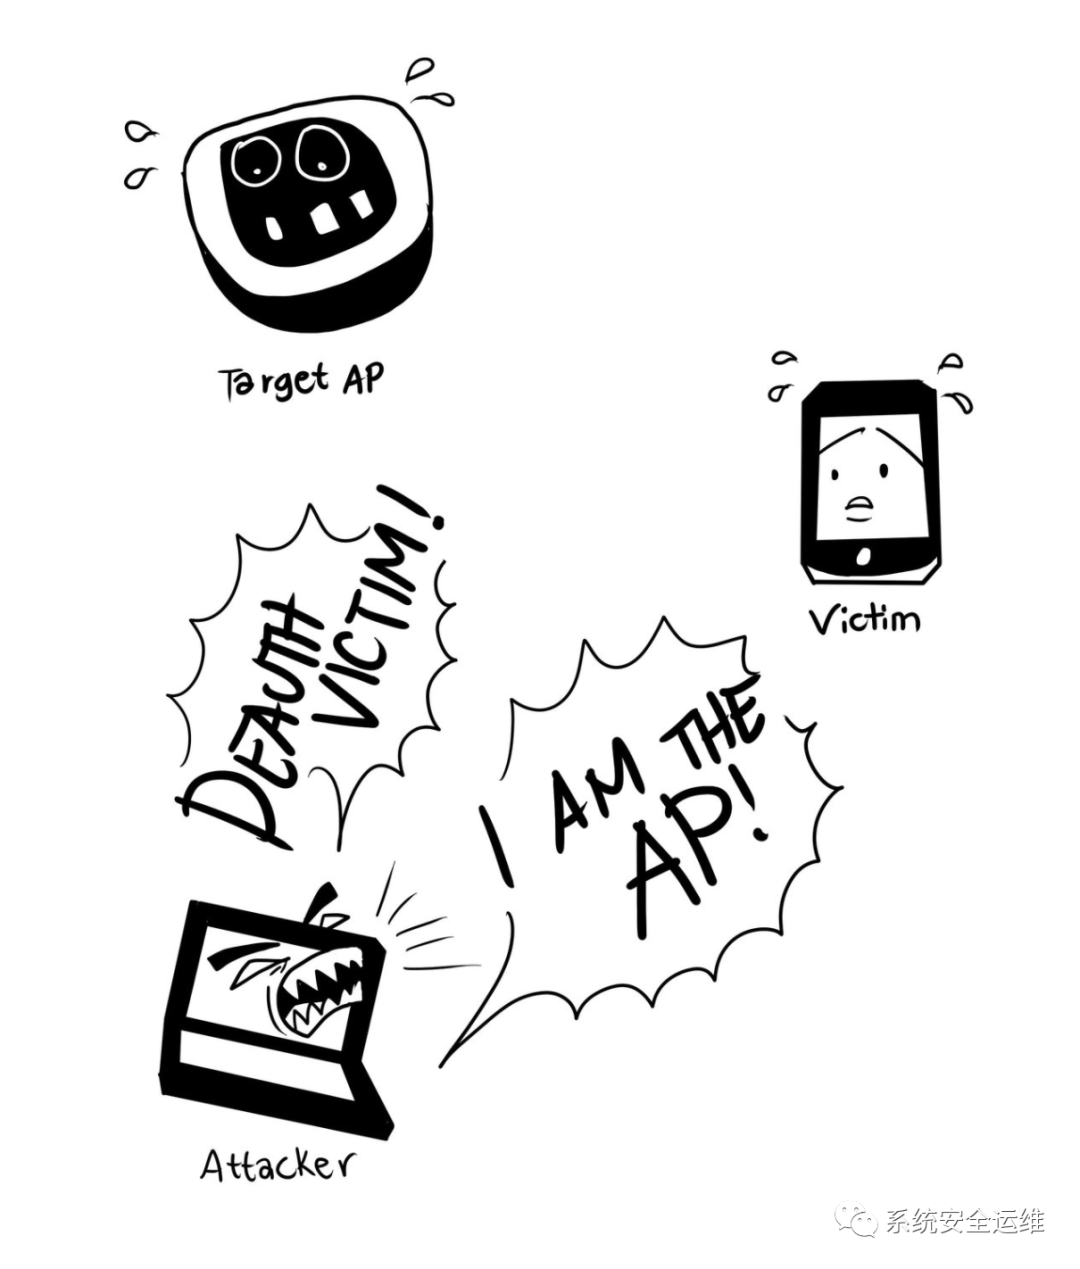 Target AP
Victim
DEAUTH
VICTIM!
I AM THE
AP!
Attacker
系统安全运维